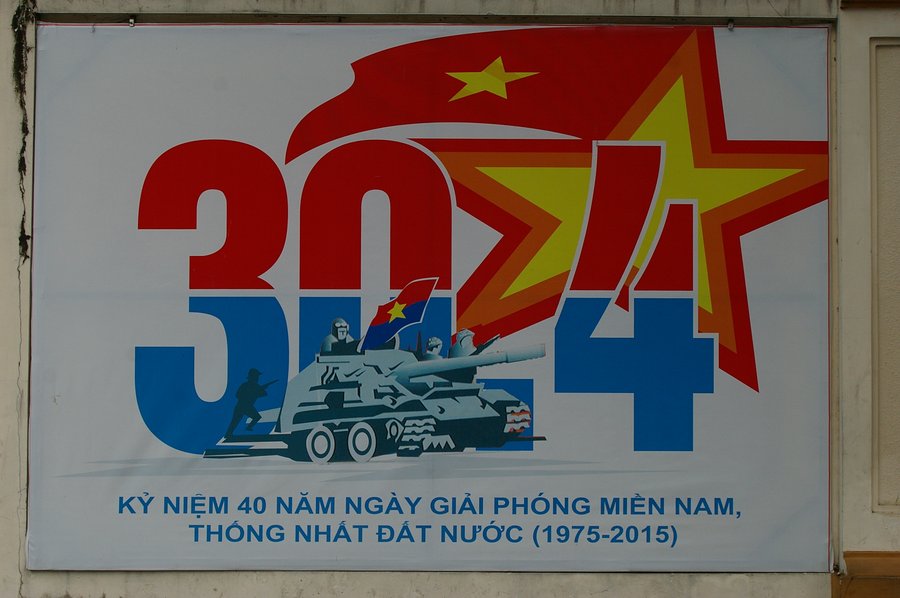 30.4
KỶ NIỆM 40 NĂM NGÀY GIẢI PHÓNG MIỀN NAM,
THỐNG NHẤT ĐẤT NƯỚC (1975-2015)